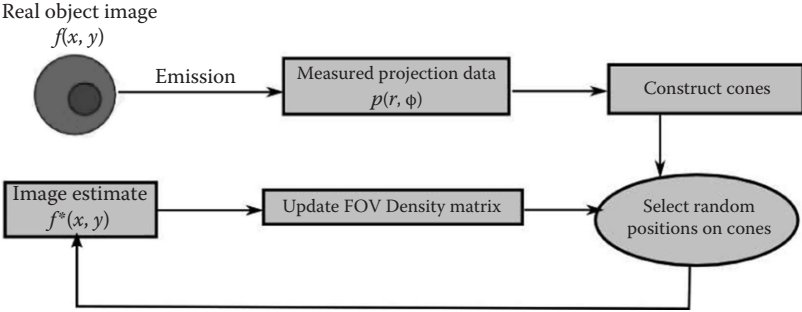 Real object image
f(x, y)
Emission
Measured projection data
p(r, ϕ)
Construct cones
Image estimate
f*(x, y)
Update FOV Density matrix
Select random
positions on cones